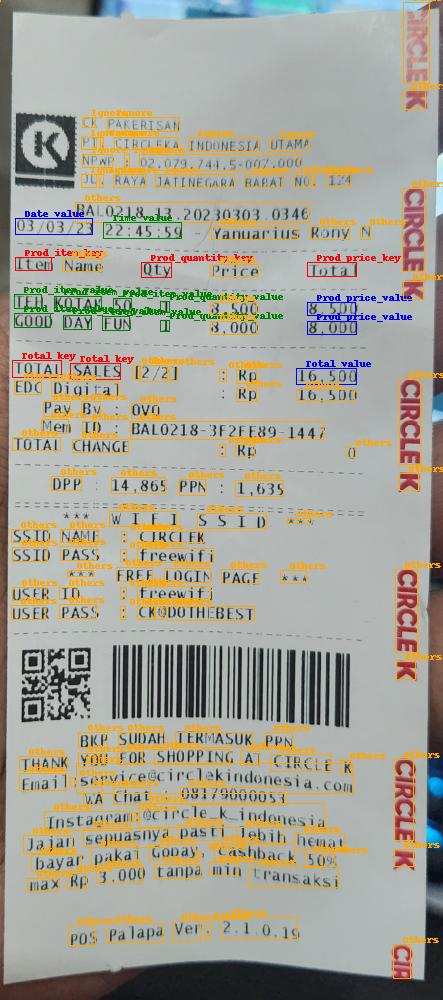 CK PAKERISAN
PT. CIRCLEKA INDONESIA UTAMA
NPWP : 02.079.744.5-007.000
JL. RAYA JATINEGARA BARAT NO. 124
BAL0218.13.20230303.0346
03/03/23 22:45:59 - Yanuarius Rony N
Item Name Qty Price Total
TEH KOTAK 50 1 8,500 8,500
GOOD DAY FUN 1 8,000 8,000
TOTAL SALES [2/2] : Rp 16,500
EDC Digital : Rp 16,500
Pay By OVO
Mem ID : BAL0218-3F2FF89-1447
TOTAL CHANGE : Rp 0
DPP : 14,865 PPN : 1,635
*** W I F I S S I D ***
SSID NAME : CIRCLEK
SSID PASS : freewifi
*** FREE LOGIN PAGE ***
USER ID : freewifi
USER PASS : CK@DOTHEBEST
BKP SUDAH TERMASUK PPN
THANK YOU FOR SHOPPING AT CIRCLE K
Email:service@circlekindonesia.com
WA Chat: 08179000053
Instagram:@circle_k_indonesia
Jajan sepuasnya pasti lebih hemat
bayar pakai Gopay, cashback 50%
max Rp 3.000 tanpa min transaksi
POS Palapa Ver. 2.1.0.19
CIRCLE K
CIRCLE K
CIRCLE K
CIRCLE K
CIRCLE K
CIR